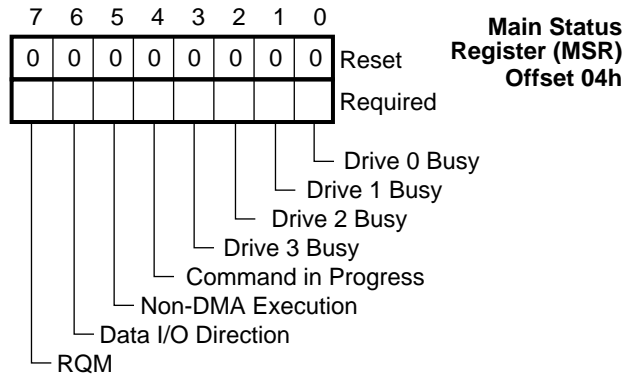 7 6 5 4 3 2 1 0
Main Status
Register (MSR)
Offset 04h
0 0 0 0 0 0 0 0 Reset
Required
Drive 0 Busy
Drive 1 Busy
Drive 2 Busy
Drive 3 Busy
Command in Progress
Non-DMA Execution
Data I/O Direction
RQM